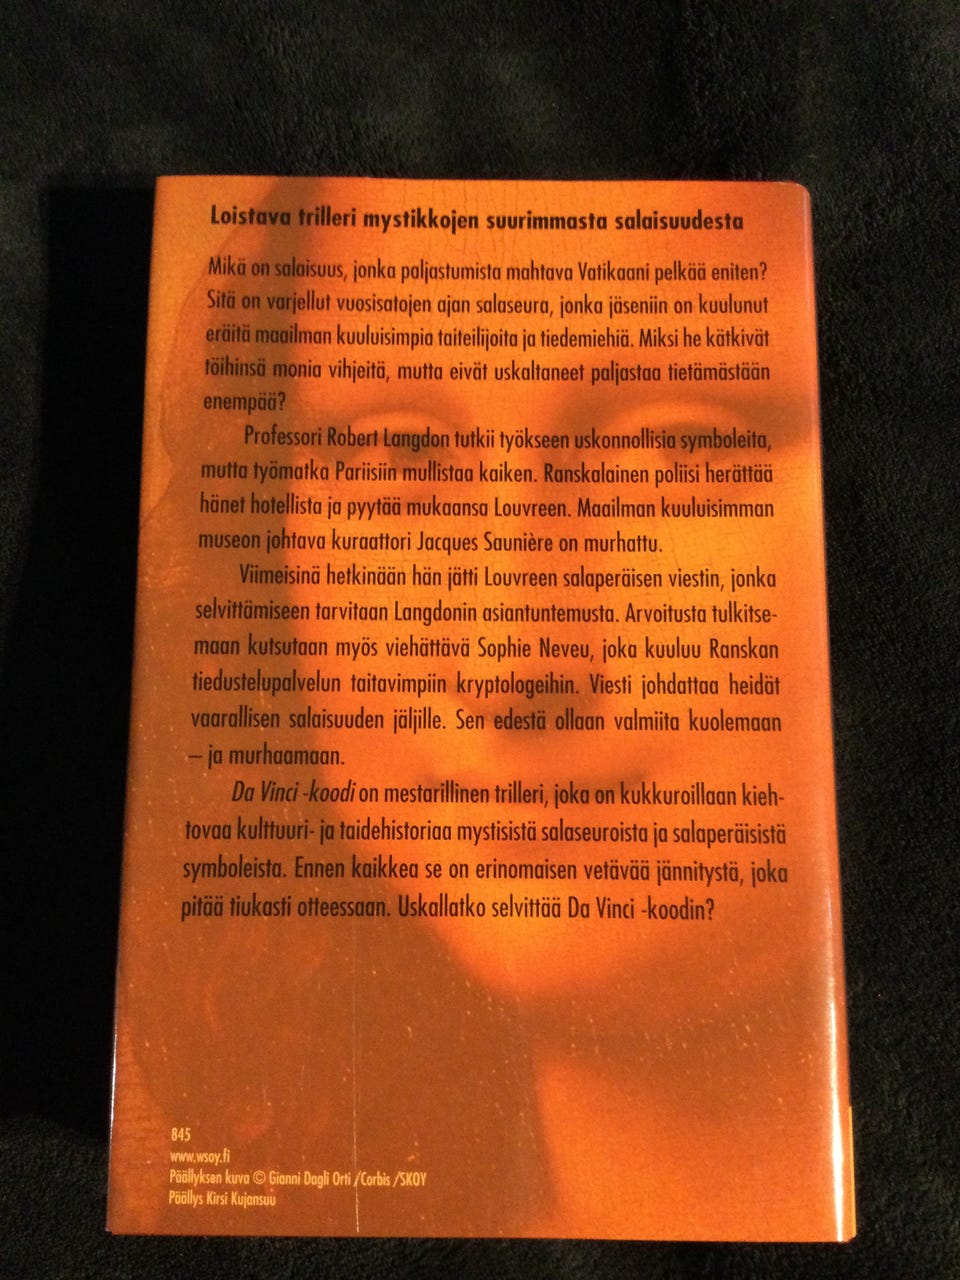 Loistava trilleri mystikkojen suurimmasta salaisuudesta
Mikä on salaisuus, jonka paljastumista mahtava Vatikaani pelkää eniten?
Sitä on varjellut vuosisatojen ajan salaseura, jonka jäseniin on kuulunut
eräitä maailman kuuluisimpia taiteilijoita ja tiedemiehiä. Miksi he kätkivät
töihinsä monia vihjeitä, mutta eivät uskaltaneet paljastaa tietämästään
enempää?
Professori Robert Langdon tutkii työkseen uskonnollisia symboleita,
mutta työmatka Pariisiin mullistaa kaiken. Ranskalainen poliisi herättää
hänet hotellista ja pyytää mukaansa Louvreen. Maailman kuuluisimman
museon johtava kuraattori Jacques Saunière on murhattu.
Viimeisinä hetkinään hän jätti Louvreen salaperäisen viestin, jonka
selvittämiseen tarvitaan Langdonin asiantuntemusta. Arvoitusta tulkitse-
maan kutsutaan myös viehättävä Sophie Neveu, joka kuuluu Ranskan
tiedustelupalvelun taitavimpiin kryptologeihin. Viesti johdattaa heidät
vaarallisen salaisuuden jäljille. Sen edestä ollaan valmiita kuolemaan
– ja murhaamaan.
Da Vinci -koodi on mestarillinen trilleri, joka on kukkuroillaan kieh-
tovaa kulttuuri- ja taidehistoriaa mystisistä salaseuroista ja salaperäisistä
symboleista. Ennen kaikkea se on erinomaisen vetävää jännitystä, joka
pitää tiukasti otteessaan. Uskallatko selvittää Da Vinci -koodin?
845
www.wsoy.fi
Päällyksen kuva © Gianni Dagli Orti /Corbis /SKOY
Päällys Kirsi Kujansuu